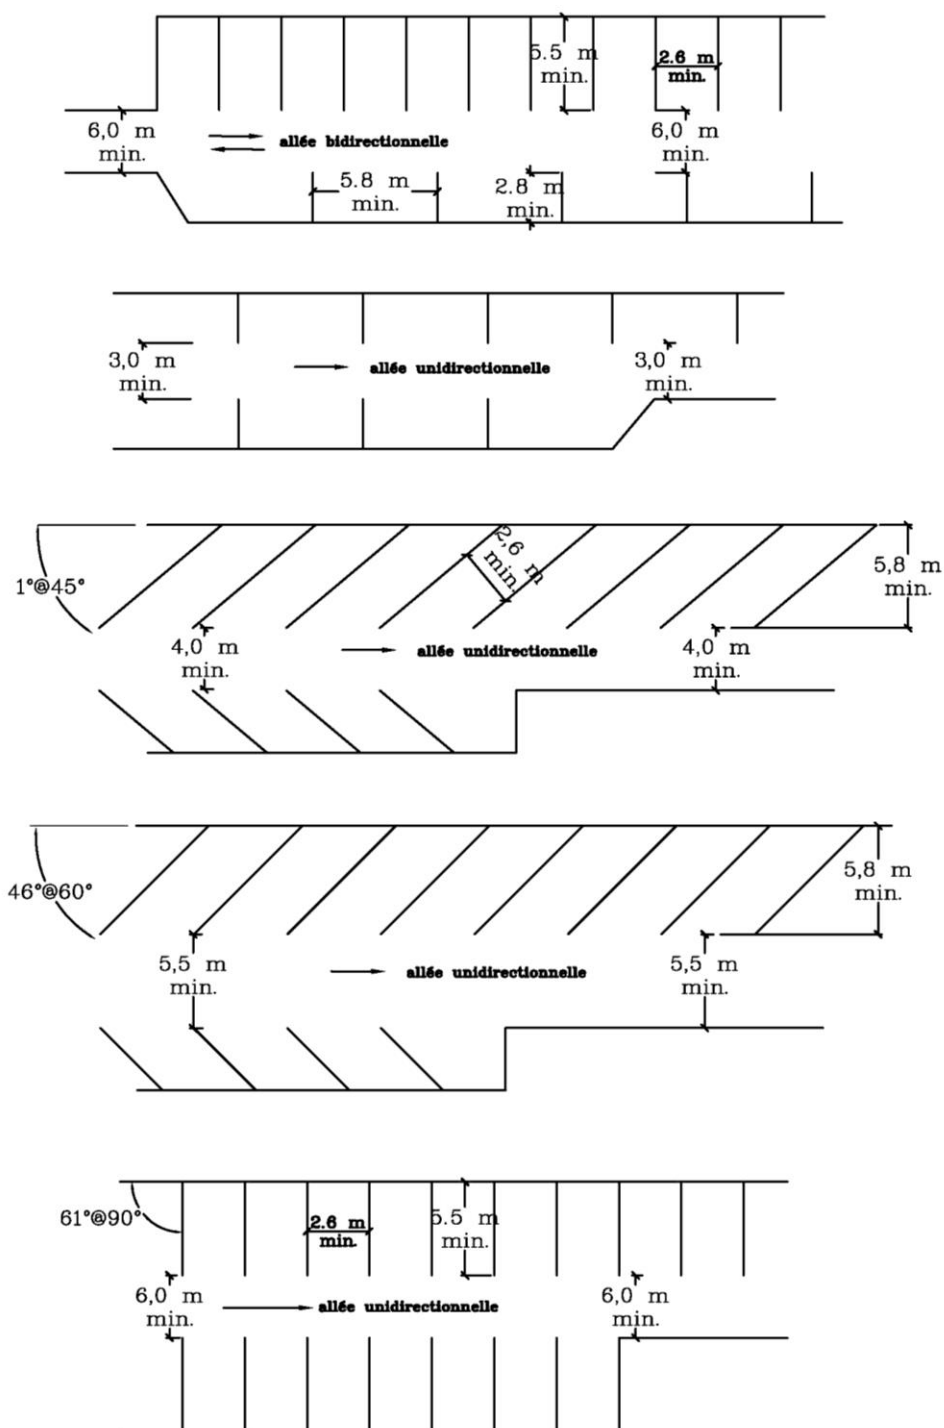 5.5 m
min.
2.6 m
min.
6,0 m
min.
allée bidirectionnelle
6,0 m
min.
5.8 m
min.
2.8 m
min.
3,0 m
min.
allée unidirectionnelle
3,0 m
min.
2,6 m
min.
1°@45°
5,8 m
min.
4,0 m
min.
allée unidirectionnelle
4,0 m
min.
46°@60°
5,8 m
min.
5,5 m
min.
allée unidirectionnelle
5,5 m
min.
61°@90°
2.6 m
min.
5.5 m
min.
6,0 m
min.
allée unidirectionnelle
6,0 m
min.